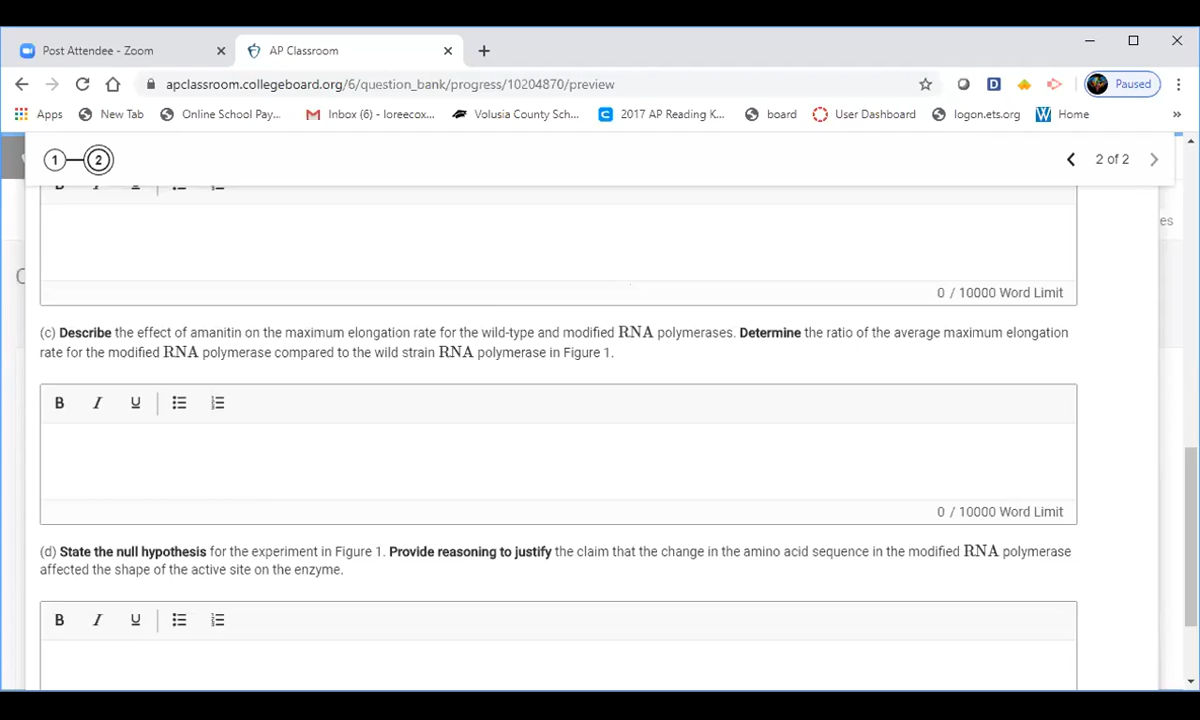 Post Attendee - Zoom
AP Classroom
apclassroom.collegeboard.org/6/question_bank/progress/10204870/preview
D
Paused
Apps
New Tab
Online School Pay...
Inbox (6) - loreecox...
Volusia County Sch...
2017 AP Reading K...
board
User Dashboard
logon.ets.org
Home
»
1
2
2 of 2
es
B I U
0 / 10000 Word Limit
(c) Describe the effect of amanitin on the maximum elongation rate for the wild-type and modified RNA polymerases. Determine the ratio of the average maximum elongation
rate for the modified RNA polymerase compared to the wild strain RNA polymerase in Figure 1.
B I U
0 / 10000 Word Limit
(d) State the null hypothesis for the experiment in Figure 1. Provide reasoning to justify the claim that the change in the amino acid sequence in the modified RNA polymerase
affected the shape of the active site on the enzyme.
B I U